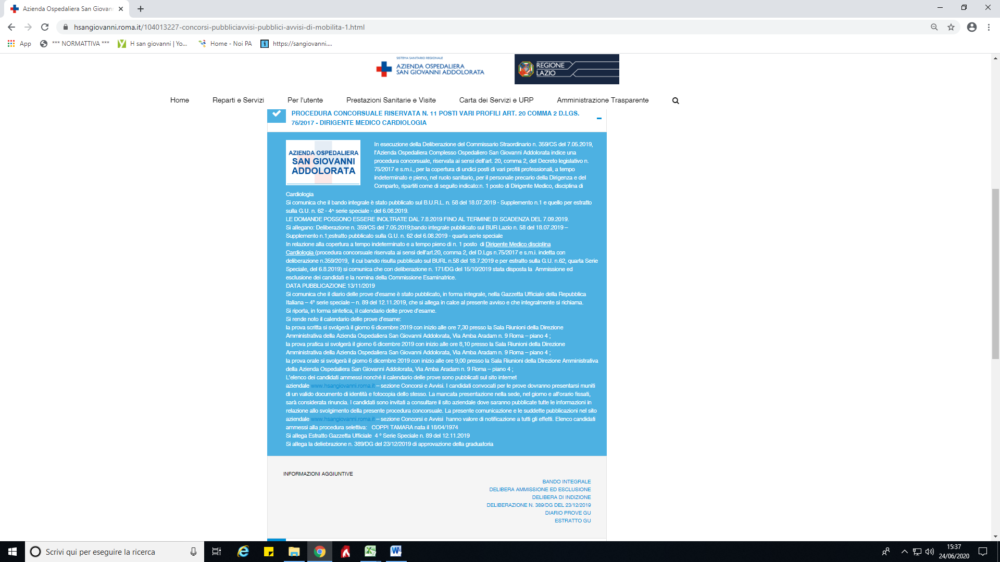 Azienda Ospedaliera San Giovan
hsangiovanni.roma.it/104013227-concorsi-pubbliciavvisi-pubblici-avvisi-di-mobilita-1.html
App
*** NORMATTIVA ***
H san giovanni | Yo...
Home - Noi PA
https://sangiovanni....
SISTEMA SANITARIO REGIONALE
AZIENDA OSPEDALIERA
SAN GIOVANNI ADDOLORATA
REGIONE
LAZIO
Home
Reparti e Servizi
Per l'utente
Prestazioni Sanitarie e Visite
Carta dei Servizi e URP
Amministrazione Trasparente
PROCEDURA CONCORSUALE RISERVATA N. 11 POSTI VARI PROFILI ART. 20 COMMA 2 D.LGS.
75/2017 - DIRIGENTE MEDICO CARDIOLOGIA
AZIENDA OSPEDALIERA
SAN GIOVANNI
ADDOLORATA
In esecuzione della Deliberazione del Commissario Straordinario n. 359/CS del 7.05.2019,
l'Azienda Ospedaliera Complesso Ospedaliero San Giovanni Addolorata indice una
procedura concorsuale, riservata ai sensi dell'art. 20, comma 2, del Decreto legislativo n.
75/2017 e s.m.i., per la copertura di undici posti di vari profili professionali, a tempo
indeterminato e pieno, nel ruolo sanitario, per il personale precario della Dirigenza e del
Comparto, ripartiti come di seguito indicato:n. 1 posto di Dirigente Medico, disciplina di
Cardiologia
Si comunica che il bando integrale è stato pubblicato sul B.U.R.L. n. 58 del 18.07.2019 - Supplemento n.1 e quello per estratto
sulla G.U. n. 62 - 4^ serie speciale - del 6.08.2019.
LE DOMANDE POSSONO ESSERE INOLTRATE DAL 7.8.2019 FINO AL TERMINE DI SCADENZA DEL 7.09.2019.
Si allegano: Deliberazione n. 359/CS del 7.05.2019;bando integrale pubblicato sul BUR Lazio n. 58 del 18.07.2019 –
Supplemento n.1;estratto pubblicato sulla G.U. n. 62 del 6.08.2019 - quarta serie speciale
In relazione alla copertura a tempo indeterminato e a tempo pieno di n. 1 posto  di Dirigente Medico disciplina
Cardiologia (procedura concorsuale riservata ai sensi dell'art.20, comma 2, del D.Lgs n.75/2017 e s.m.i. indetta con
deliberazione n.359/2019,  il cui bando risulta pubblicato sul BURL n.58 del 18.7.2019 e per estratto sulla G.U. n.62, quarta Serie
Speciale, del 6.8.2019) si comunica che con deliberazione n. 171/DG del 15/10/2019 stata disposta la  Ammissione ed
esclusione dei candidati e la nomina della Commissione Esaminatrice.
DATA PUBBLICAZIONE 13/11/2019
Si comunica che il diario delle prove d'esame è stato pubblicato, in forma integrale, nella Gazzetta Ufficiale della Repubblica
Italiana – 4° serie speciale – n. 89 del 12.11.2019, che si allega in calce al presente avviso e che integralmente si richiama.
Si riporta, in forma sintetica, il calendario delle prove d'esame.
Si rende noto il calendario delle prove d'esame:
la prova scritta si svolgerà il giorno 6 dicembre 2019 con inizio alle ore 7,30 presso la Sala Riunioni della Direzione
Amministrativa della Azienda Ospedaliera San Giovanni Addolorata, Via Amba Aradam n. 9 Roma – piano 4 ;
la prova pratica si svolgerà il giorno 6 dicembre 2019 con inizio alle ore 8,10 presso la Sala Riunioni della Direzione
Amministrativa della Azienda Ospedaliera San Giovanni Addolorata, Via Amba Aradam n. 9 Roma – piano 4 ;
la prova orale si svolgerà il giorno 6 dicembre 2019 con inizio alle ore 9,00 presso la Sala Riunioni della Direzione Amministrativa
della Azienda Ospedaliera San Giovanni Addolorata, Via Amba Aradam n. 9 Roma – piano 4 ;
L'elenco dei candidati ammessi nonché il calendario delle prove sono pubblicati sul sito internet
aziendale www.hsangiovanni.roma.it – sezione Concorsi e Avvisi. I candidati convocati per le prove dovranno presentarsi muniti
di un valido documento di identità e fotocopia dello stesso. La mancata presentazione nella sede, nel giorno e all'orario fissati,
sarà considerata rinuncia. I candidati sono invitati a consultare il sito aziendale dove saranno pubblicate tutte le informazioni in
relazione allo svolgimento della presente procedura concorsuale. La presente comunicazione e le suddette pubblicazioni nel sito
aziendale www.hsangiovanni.roma.it – sezione Concorsi e Avvisi  hanno valore di notificazione a tutti gli effetti. Elenco candidati
ammessi alla procedura selettiva:   COPPI TAMARA nata il 18/04/1974
Si allega Estratto Gazzetta Ufficiale  4 ° Serie Speciale n. 89 del 12.11.2019
Si allega la deliebrazione n. 389/DG del 23/12/2019 di approvazione della graduatoria
INFORMAZIONI AGGIUNTIVE
BANDO INTEGRALE
DELIBERA AMMISSIONE ED ESCLUSIONE
DELIBERA DI INDIZIONE
DELIBERAZIONE N. 389/DG DEL 23/12/2019
DIARIO PROVE GU
ESTRATTO GU
Scrivi qui per eseguire la ricerca
15:37
24/06/2020